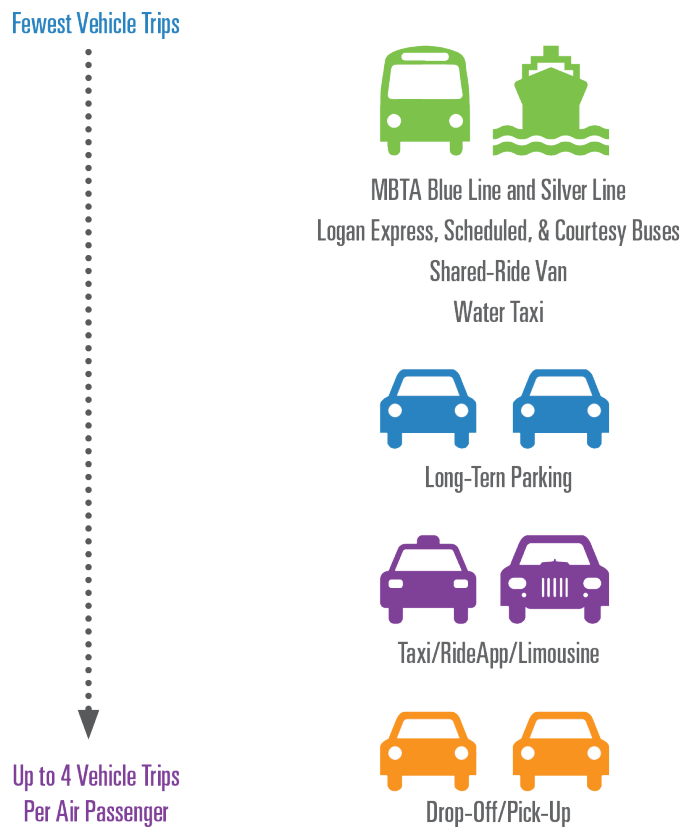 Fewest Vehicle Trips
MBTA Blue Line and Silver Line
Logan Express, Scheduled, & Courtesy Buses
Shared-Ride Van
Water Taxi
Long-Tern Parking
Taxi/RideApp/Limousine
Up to 4 Vehicle Trips
Per Air Passenger
Drop-Off/Pick-Up